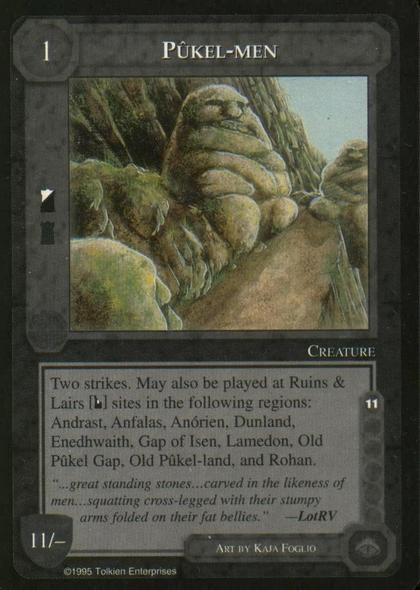 1
PÛKEL-MEN
CREATURE
Two strikes. May also be played at Ruins &
Lairs [] sites in the following regions:
Andrast, Anfalas, Anórien, Dunland,
Enedhwaith, Gap of Isen, Lamedon, Old
Pûkel Gap, Old Pûkel-land, and Rohan.
11
"...great standing stones...carved in the likeness of
men...squatting cross-legged with their stumpy
arms folded on their fat bellies." —LotRV
11/–
ART BY KAJA FOGLIO
©1995 Tolkien Enterprises